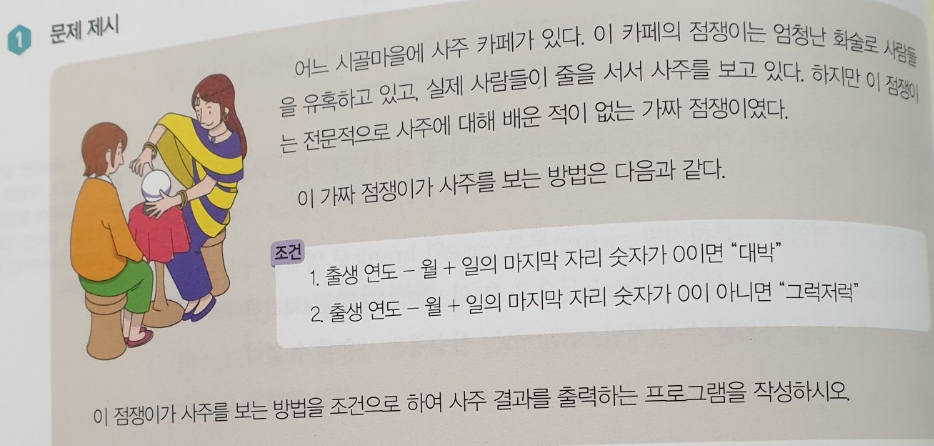 1 문제 제시
어느 시골마을에 사주 카페가 있다. 이 카페의 점쟁이는 엄청난 화술로 사람들
을 유혹하고 있고, 실제 사람들이 줄을 서서 사주를 보고 있다. 하지만 이 점쟁이
는 전문적으로 사주에 대해 배운 적이 없는 가짜 점쟁이였다.
이 가짜 점쟁이가 사주를 보는 방법은 다음과 같다.
조건
1. 출생 연도 – 월 + 일의 마지막 자리 숫자가 0이면 “대박”
2. 출생 연도 – 월 + 일의 마지막 자리 숫자가 0이 아니면 “그럭저럭”
이 점쟁이가 사주를 보는 방법을 조건으로 하여 사주 결과를 출력하는 프로그램을 작성하시오.